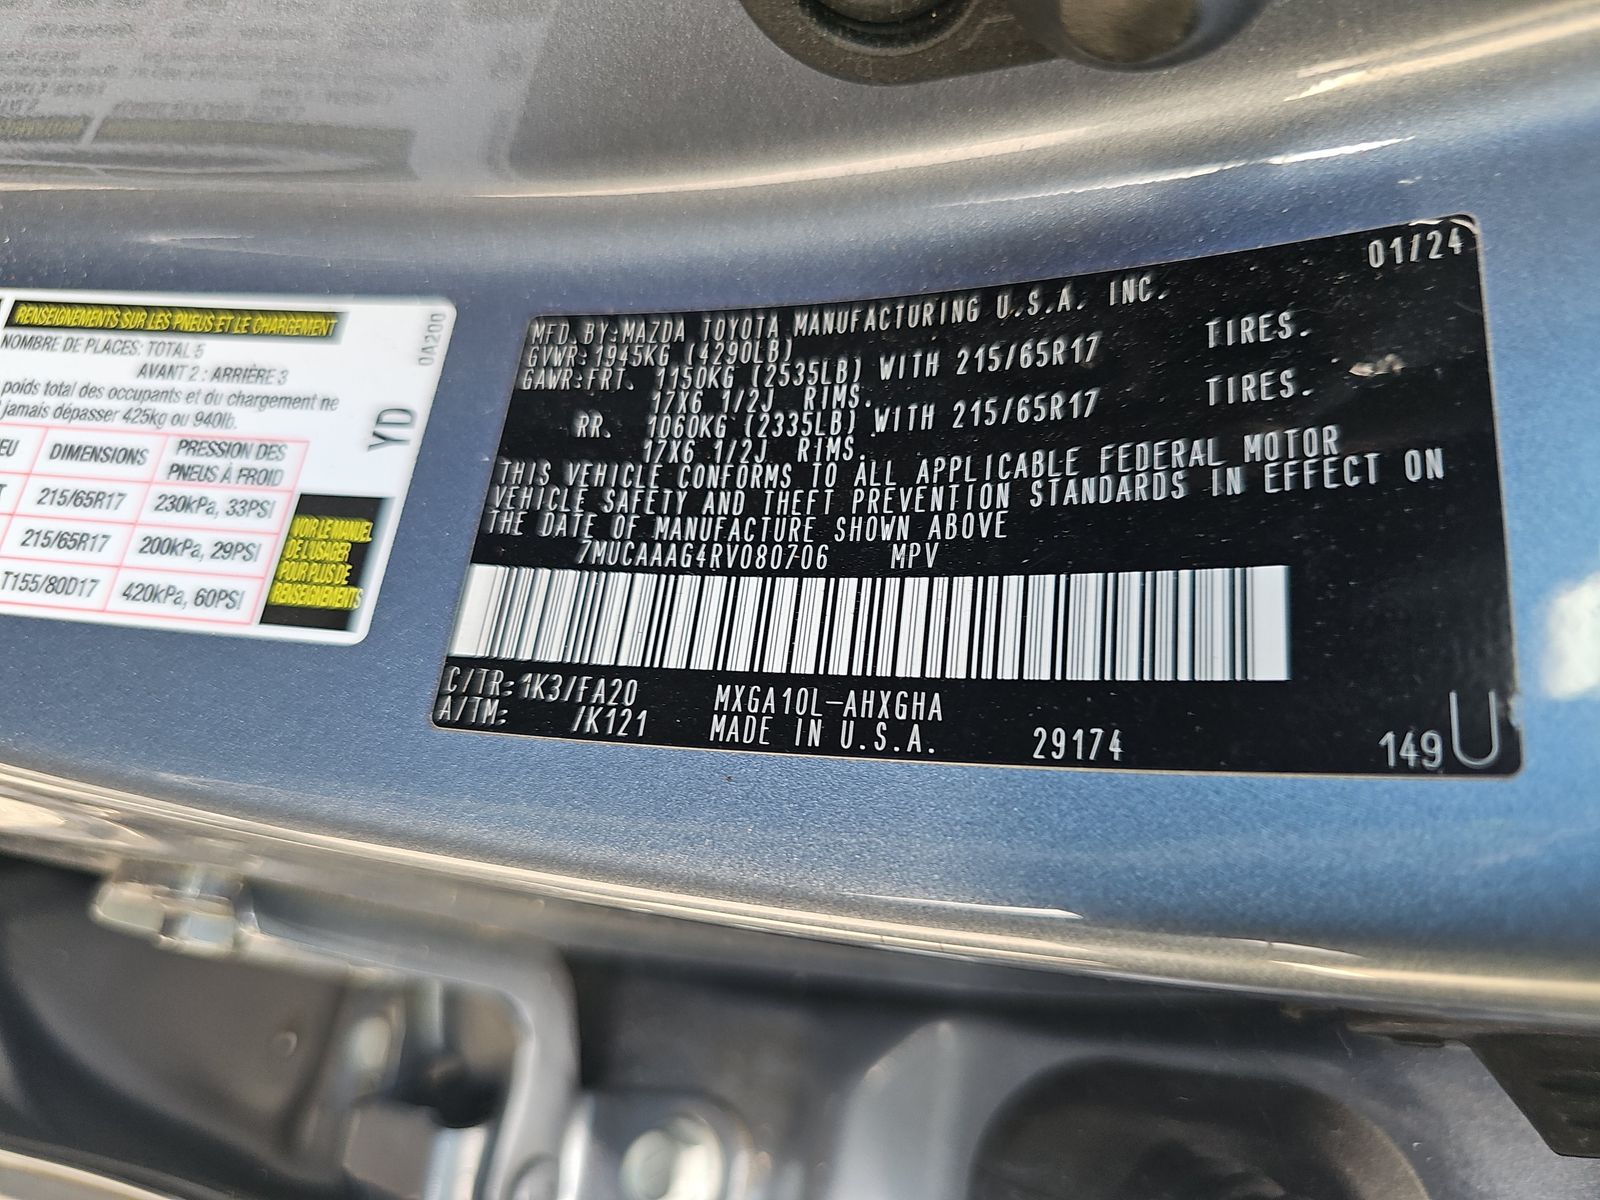 RENSEIGNEMENTS SUR LES PNEUS ET LE CHARGEMENT
NOMBRE DE PLACES: TOTAL 5
AVANT 2 : ARRIÈRE 3
poids total des occupants et du chargement ne
jamais dépasser 425kg ou 940lb.
DIMENSIONS PRESSION DES
PNEUS À FROID
215/65R17 230kPa, 33PSI
215/65R17 200kPa, 29PSI
T155/80D17 420kPa, 60PSI
VOIR LE MANUEL
DE L'USAGER
POUR PLUS DE
RENSEIGNEMENTS
0A200
YD
01/24
MFD.BY:MAZDA TOYOTA MANUFACTURING U.S.A. INC.
GVWR:1945KG (4290LB)
GAWR:FRT. 1150KG (2535LB) WITH 215/65R17 TIRES.
17X6 1/2J RIMS.
RR. 1060KG (2335LB) WITH 215/65R17 TIRES.
17X6 1/2J RIMS.
THIS VEHICLE CONFORMS TO ALL APPLICABLE FEDERAL MOTOR
VEHICLE SAFETY AND THEFT PREVENTION STANDARDS IN EFFECT ON
THE DATE OF MANUFACTURE SHOWN ABOVE
7MUCAAAG4RV080706 MPV
C/TR:1K3/FA20 MXGA10L-AHXGHA
A/TM: /K121 MADE IN U.S.A. 29174 149U